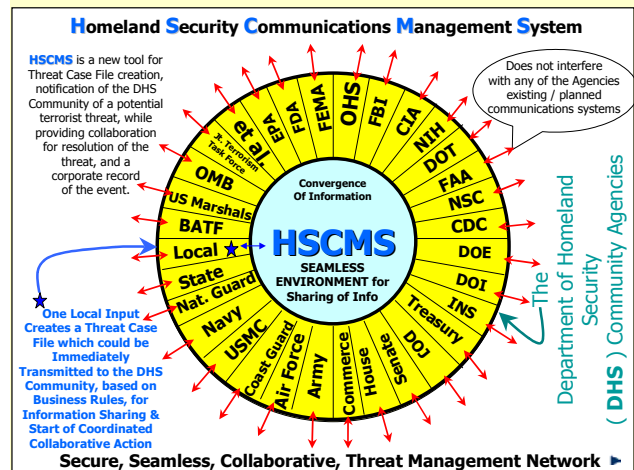 Homeland Security Communications Management System
HSCMS is a new tool for
Threat Case File creation,
notification of the DHS
Community of a potential
terrorist threat, while
providing collaboration
for resolution of the
threat, and a
corporate record
of the event.
Does not interfere
with any of the Agencies
existing / planned
communications systems
OHS
FBI
CIA
NIH
DOT
FAA
NSC
CDC
DOE
DOI
INS
Treasury
DOJ
Senate
House
Commerce
Army
Air Force
Coast Guard
USMC
Navy
Nat. Guard
State
Local
BATF
US Marshals
OMB
Jt. Terrorism
Task Force
et al.
EPA
FDA
FEMA
Convergence
Of Information
HSCMS
SEAMLESS
ENVIRONMENT for
Sharing of Info
The
Department of Homeland
Security
( DHS ) Community Agencies
One Local Input
Creates a Threat Case
File which could be
Immediately
Transmitted to the DHS
Community, based on
Business Rules, for
Information Sharing &
Start of Coordinated
Collaborative Action
Secure, Seamless, Collaborative, Threat Management Network